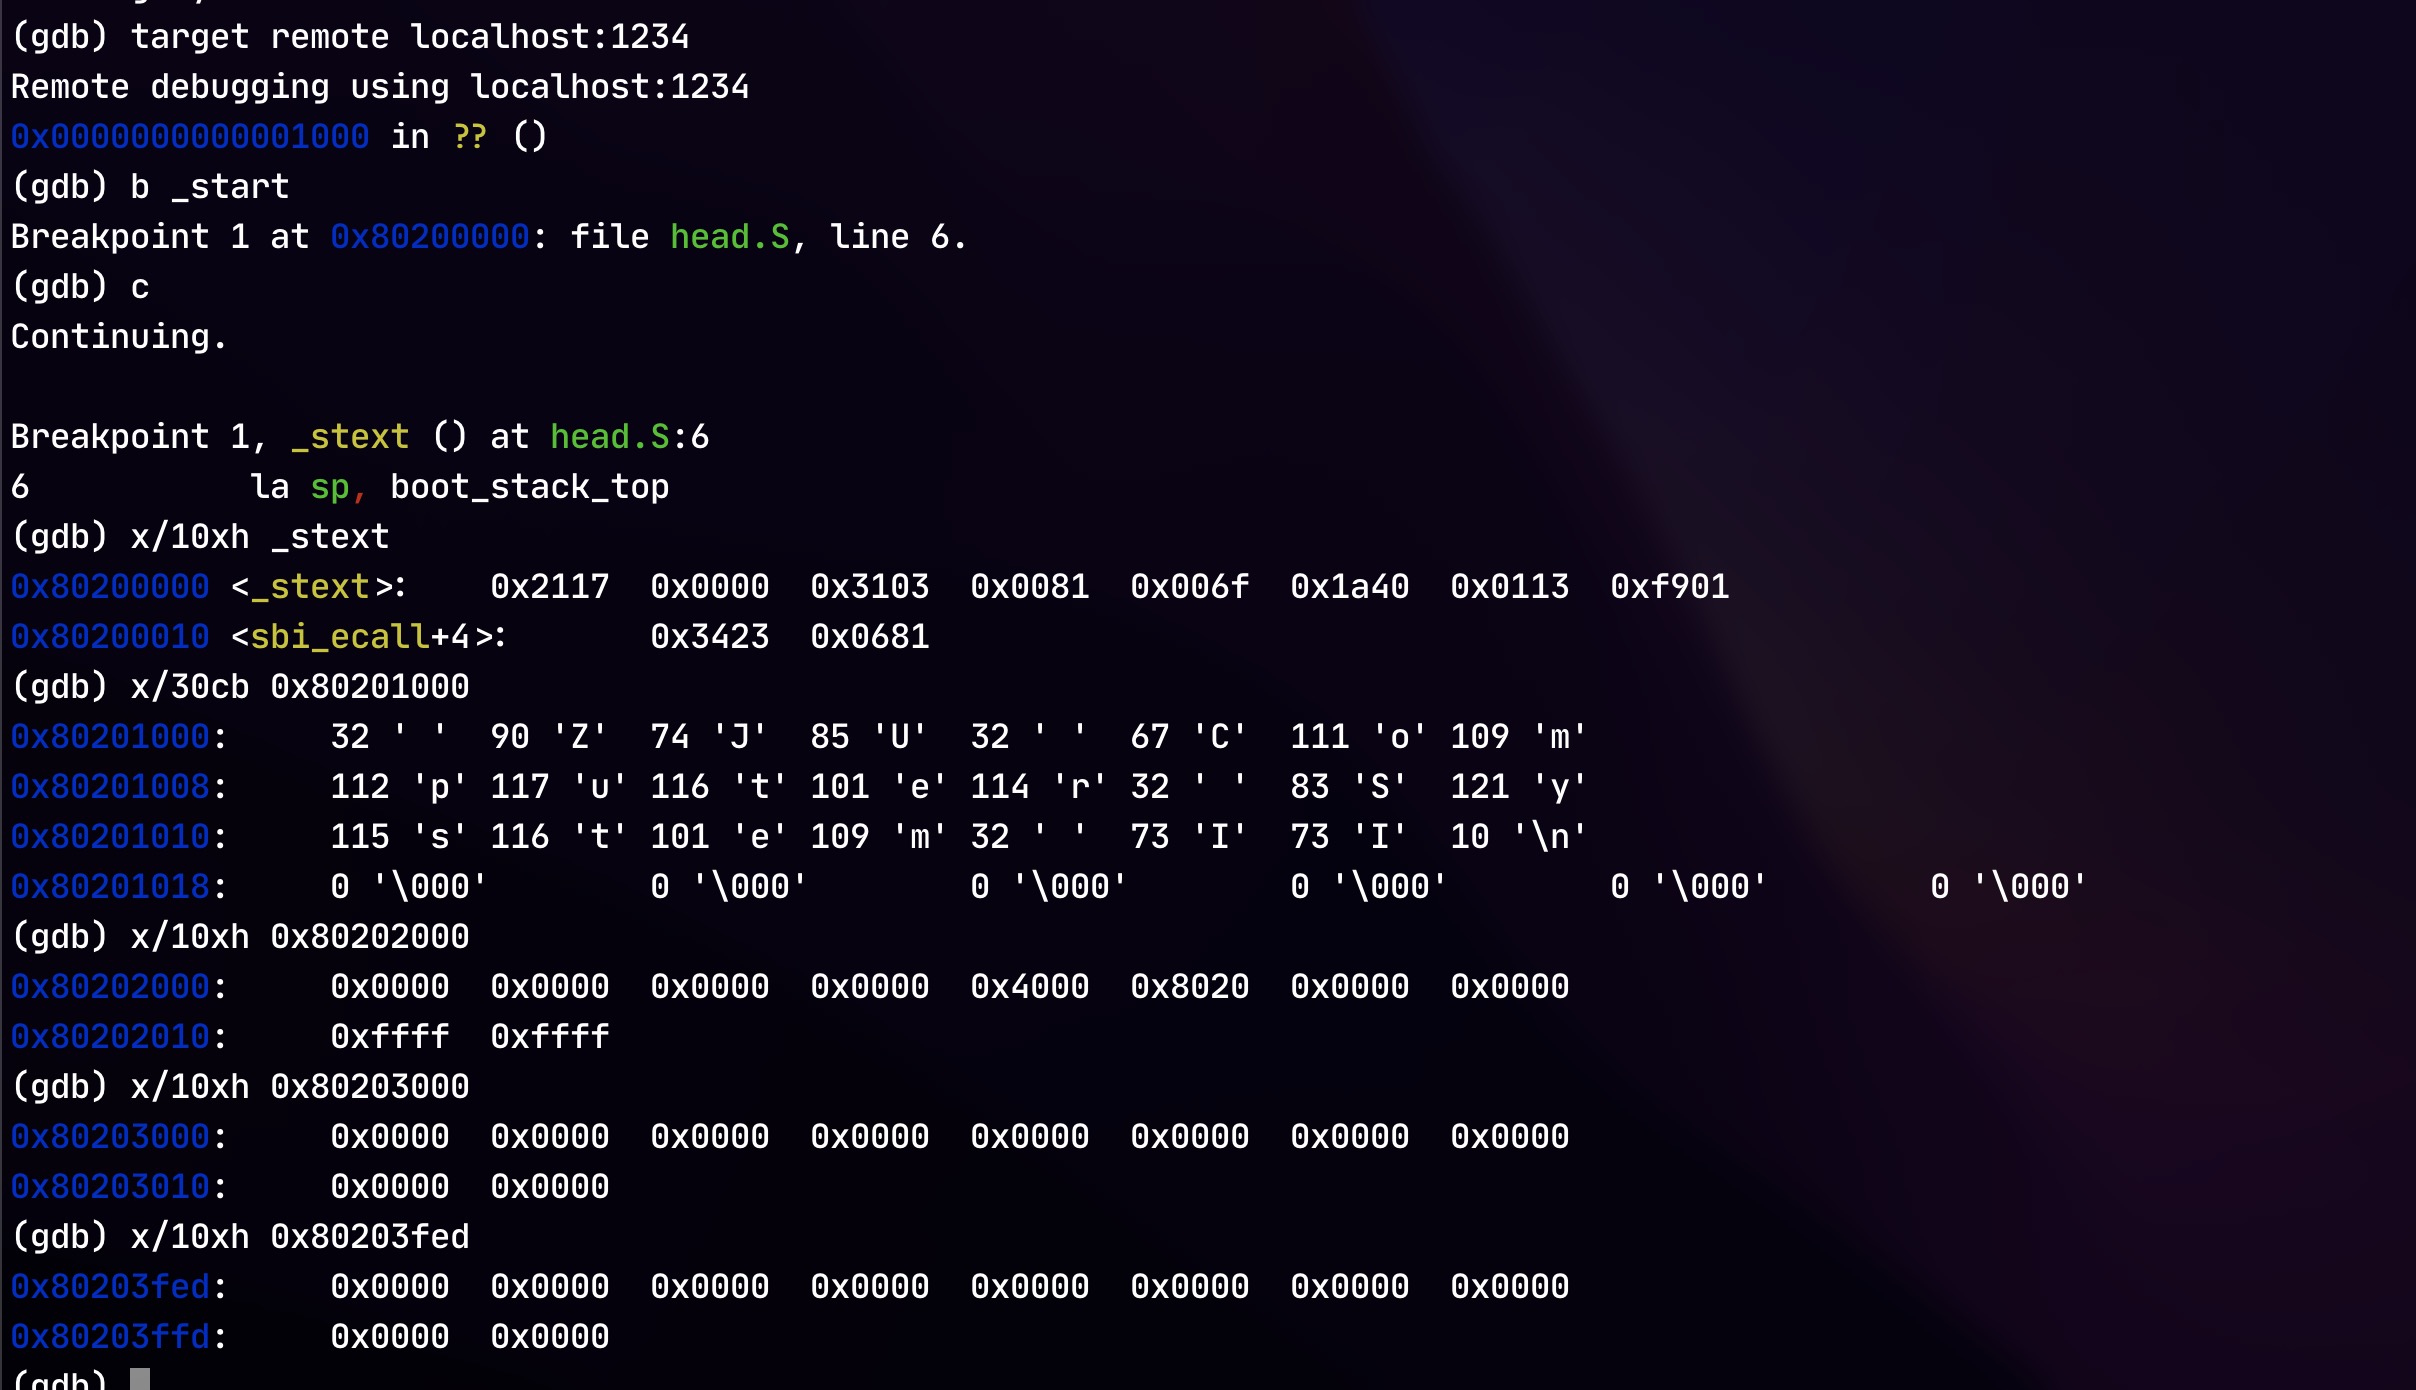 (gdb) target remote localhost:1234
Remote debugging using localhost:1234
0x0000000000001000 in ?? ()
(gdb) b _start
Breakpoint 1 at 0x80200000: file head.S, line 6.
(gdb) c
Continuing.
Breakpoint 1, _stext () at head.S:6
6           la sp, boot_stack_top
(gdb) x/10xh _stext
0x80200000 <_stext>:    0x2117  0x0000  0x3103  0x0081  0x006f  0x1a40  0x0113  0xf901
0x80200010 <sbi_ecall+4>:       0x3423  0x0681
(gdb) x/30cb 0x80201000
0x80201000:     32 ' '  90 'Z'  74 'J'  85 'U'  32 ' '  67 'C'  111 'o' 109 'm'
0x80201008:     112 'p' 117 'u' 116 't' 101 'e' 114 'r' 32 ' '  83 'S'  121 'y'
0x80201010:     115 's' 116 't' 101 'e' 109 'm' 32 ' '  73 'I'  73 'I'  10 '\n'
0x80201018:     0 '\000'        0 '\000'        0 '\000'        0 '\000'        0 '\000'        0 '\000'
(gdb) x/10xh 0x80202000
0x80202000:     0x0000  0x0000  0x0000  0x0000  0x4000  0x8020  0x0000  0x0000
0x80202010:     0xffff  0xffff
(gdb) x/10xh 0x80203000
0x80203000:     0x0000  0x0000  0x0000  0x0000  0x0000  0x0000  0x0000  0x0000
0x80203010:     0x0000  0x0000
(gdb) x/10xh 0x80203fed
0x80203fed:     0x0000  0x0000  0x0000  0x0000  0x0000  0x0000  0x0000  0x0000
0x80203ffd:     0x0000  0x0000
(gdb)